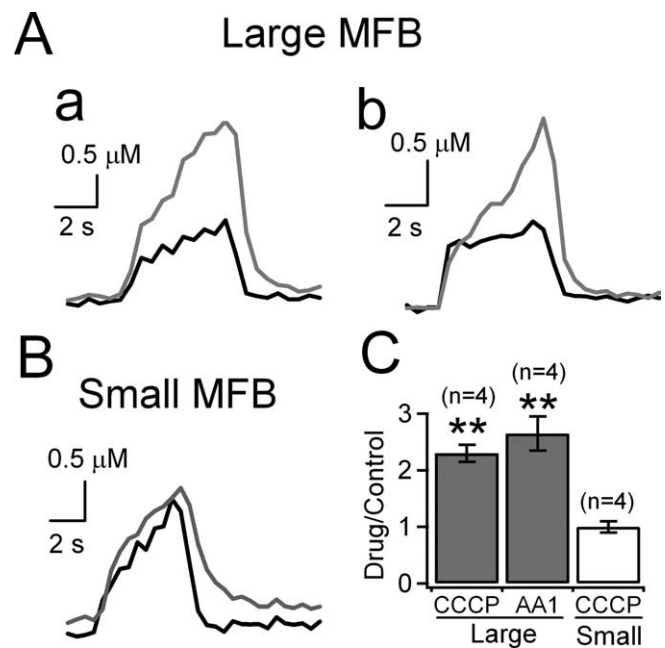 A Large MFB
a
b
0.5 μM
2 s
0.5 μM
2 s
B
Small MFB
0.5 μM
2 s
C
(n=4)
(n=4)
**
**
(n=4)
3
2
1
0
Drug/Control
CCCP AA1 CCCP
Large Small